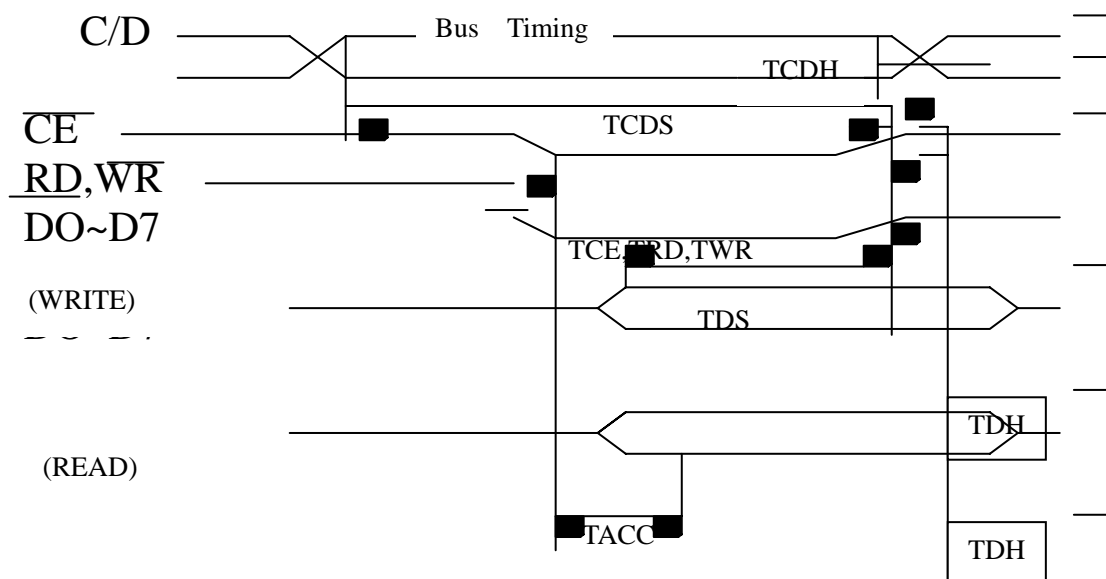 C/D
Bus Timing
TCDH
CE
TCDS
RD,WR
DO~D7
TCE,TRD,TWR
(WRITE)
TDS
TDH
(READ)
TACC
TDH